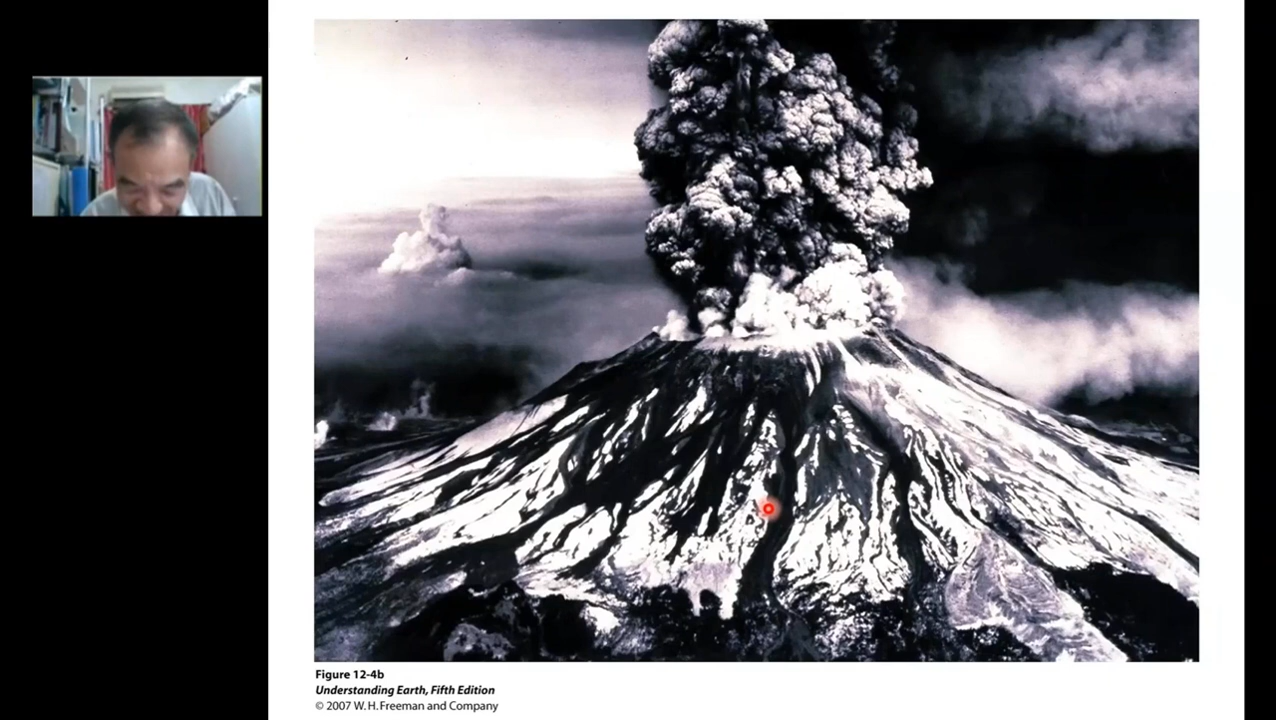 Figure 12-4b
Understanding Earth, Fifth Edition
© 2007 W. H. Freeman and Company